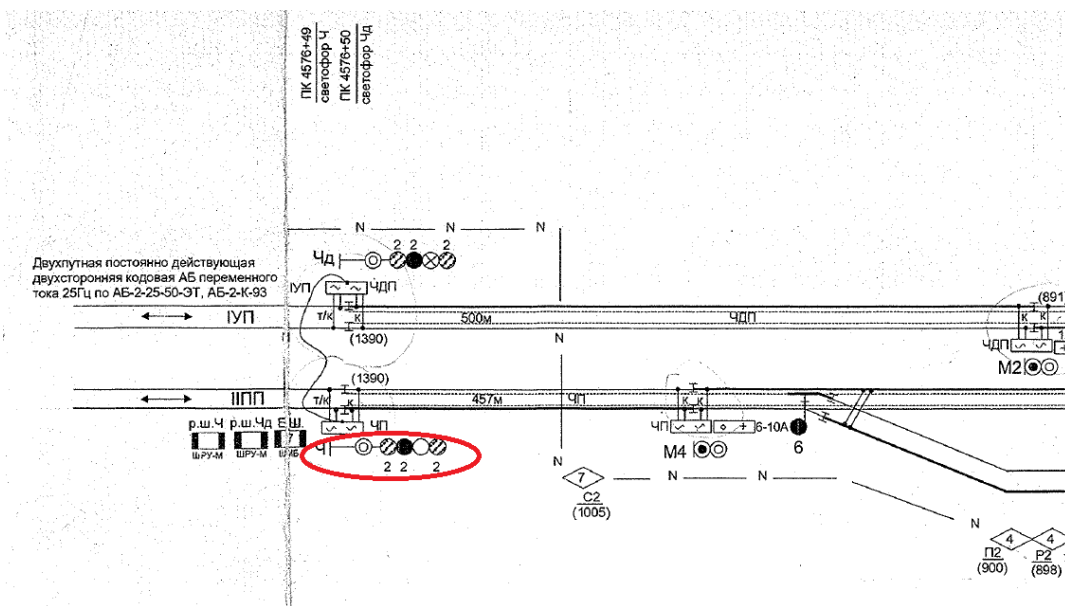 ПК 4576+49
светофор Ч
ПК 4576+50
светофор Чд
N N N
2 2 2
Чд
Двухпутная постоянно действующая
двухсторонняя кодовая АБ переменного
тока 25Гц по АБ-2-25-50-ЭТ, АБ-2-К-93
IУП ЧДП
(891
IУП т/к к 500м ЧДП к к
(1390)
П N
ЧДП
М2
(1390)
IIПП т/к к 457м ЧП к к
р.ш.Ч р.ш.Чд Б.Ш. ЧП ЧП 6-10А
7
ШРУ-М ШРУ-М
Ч М4 6
2 2 2
N
7 N N
С2
(1005)
N
4 4
П2 Р2
(900) (898)